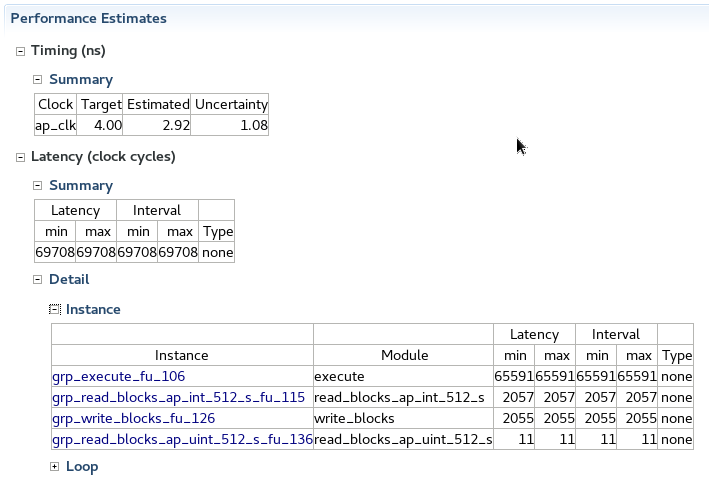 Performance Estimates
Timing (ns)
Summary
Clock Target Estimated Uncertainty
ap_clk 4.00 2.92 1.08
Latency (clock cycles)
Summary
Latency Interval
min max min max Type
69708 69708 69708 69708 none
Detail
Instance
Latency Interval
Instance Module min max min max Type
grp_execute_fu_106 execute 65591 65591 65591 65591 none
grp_read_blocks_ap_int_512_s_fu_115 read_blocks_ap_int_512_s 2057 2057 2057 2057 none
grp_write_blocks_fu_126 write_blocks 2055 2055 2055 2055 none
grp_read_blocks_ap_uint_512_s_fu_136 read_blocks_ap_uint_512_s 11 11 11 11 none
Loop